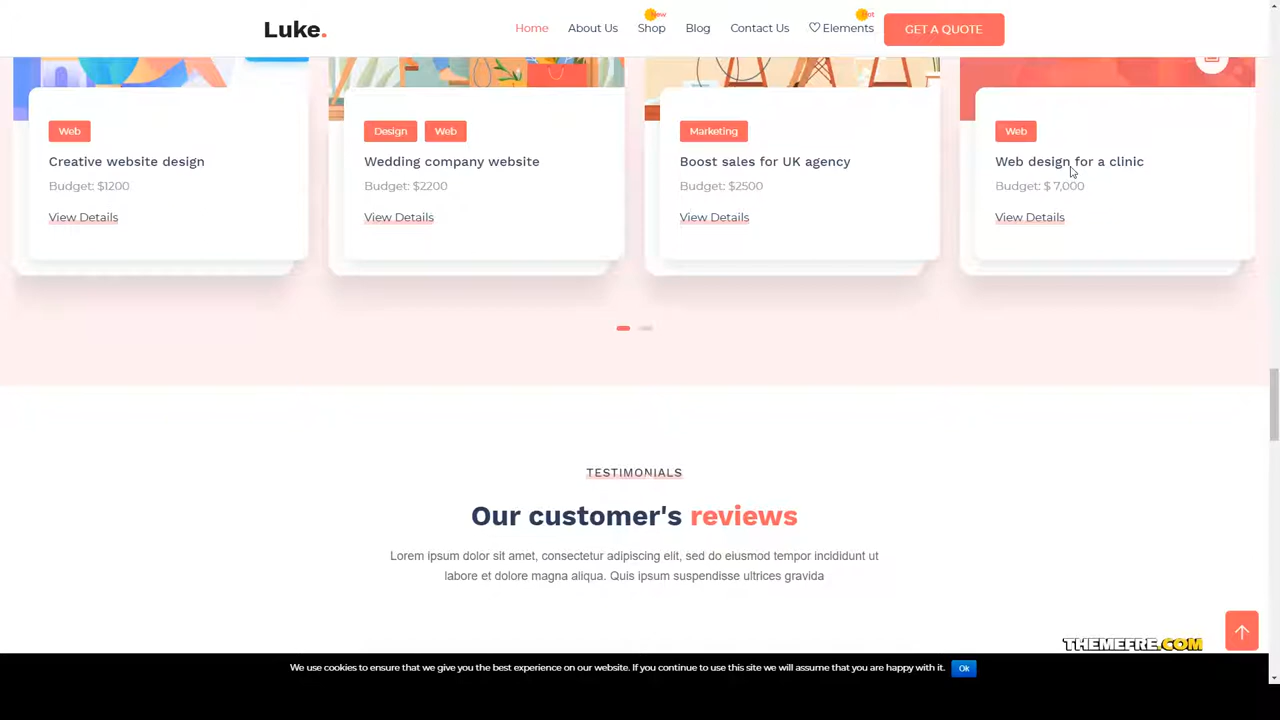 Luke.
Home
About Us
New
Shop
Blog
Contact Us
Hot
Elements
GET A QUOTE
Web
Creative website design
Budget: $1200
View Details
Design
Web
Wedding company website
Budget: $2200
View Details
Marketing
Boost sales for UK agency
Budget: $2500
View Details
Web
Web design for a clinic
Budget: $ 7,000
View Details
TESTIMONIALS
Our customer's reviews
Lorem ipsum dolor sit amet, consectetur adipiscing elit, sed do eiusmod tempor incididunt ut
labore et dolore magna aliqua. Quis ipsum suspendisse ultrices gravida
THEMEFRE.COM
We use cookies to ensure that we give you the best experience on our website. If you continue to use this site we will assume that you are happy with it.
Ok